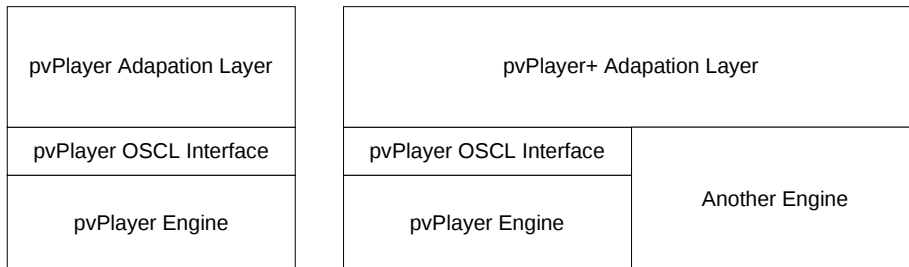 pvPlayer Adapation Layer
pvPlayer OSCL Interface
pvPlayer Engine
pvPlayer+ Adapation Layer
pvPlayer OSCL Interface
pvPlayer Engine
Another Engine